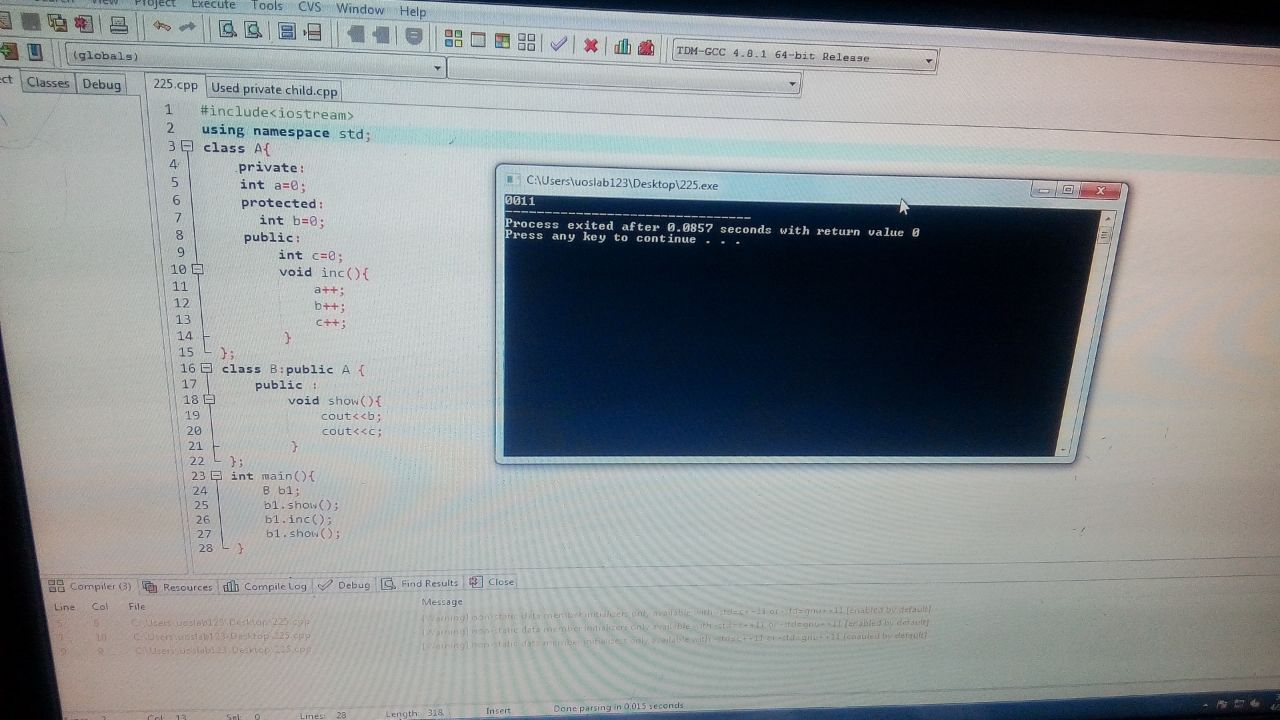 View Project Execute Tools CVS Window Help
(globals)
TDM-GCC 4.8.1 64-bit Release
Classes Debug
225.cpp Used private child.cpp
1 #include<iostream>
2 using namespace std;
3 class A{
4 private:
5 int a=0;
6 protected:
7 int b=0;
8 public:
9 int c=0;
10 void inc(){
11 a++;
12 b++;
13 c++;
14 }
15 };
16 class B:public A {
17 public :
18 void show(){
19 cout<<b;
20 cout<<c;
21 }
22 };
23 int main(){
24 B b1;
25 b1.show();
26 b1.inc();
27 b1.show();
28 }
C:\Users\uoslab123\Desktop\225.exe
0011
--------------------------------
Process exited after 0.0857 seconds with return value 0
Press any key to continue . . .
Compiler (3) Resources Compile Log Debug Find Results Close
Line Col File Message
5 6 C:\Users\uoslab123\Desktop\225.cpp [Warning] non-static data member initializers only available with -std=c++11 or -std=gnu++11 [enabled by default]
7 10 C:\Users\uoslab123\Desktop\225.cpp [Warning] non-static data member initializers only available with -std=c++11 or -std=gnu++11 [enabled by default]
9 9 C:\Users\uoslab123\Desktop\225.cpp [Warning] non-static data member initializers only available with -std=c++11 or -std=gnu++11 [enabled by default]
2 Col: 13 Sel: 0 Lines: 28 Length: 318 Insert Done parsing in 0.015 seconds